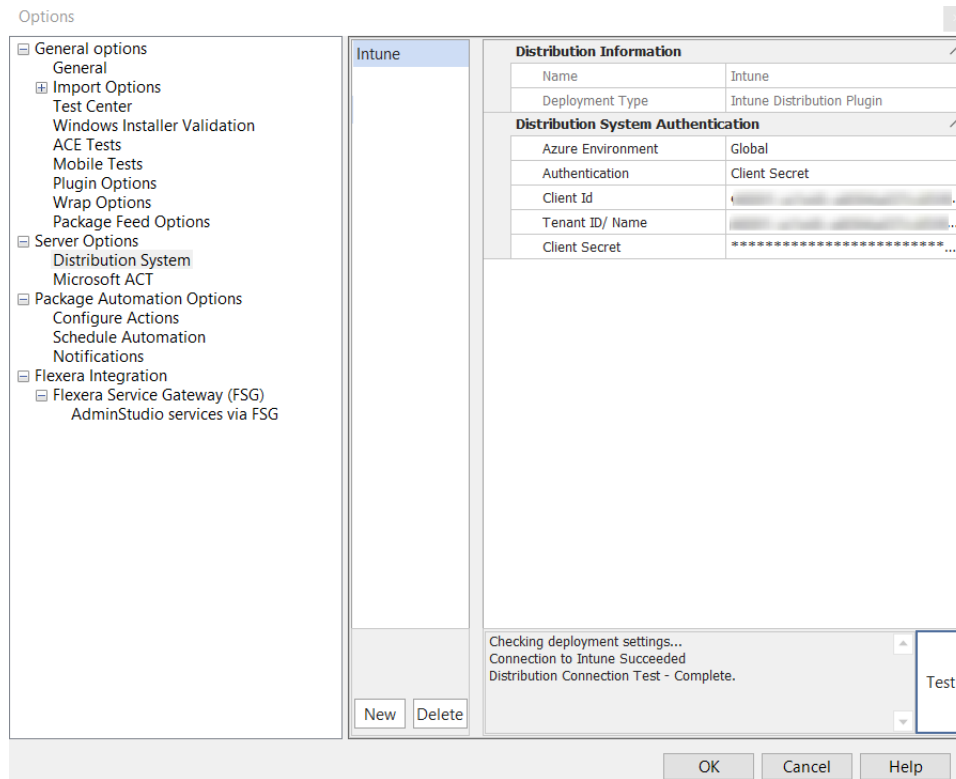 Options
General options
General
Import Options
Test Center
Windows Installer Validation
ACE Tests
Mobile Tests
Plugin Options
Wrap Options
Package Feed Options
Server Options
Distribution System
Microsoft ACT
Package Automation Options
Configure Actions
Schedule Automation
Notifications
Flexera Integration
Flexera Service Gateway (FSG)
AdminStudio services via FSG
Intune
New Delete
Distribution Information
Name Intune
Deployment Type Intune Distribution Plugin
Distribution System Authentication
Azure Environment Global
Authentication Client Secret
Client Id
Tenant ID/ Name
Client Secret *************************...
Checking deployment settings...
Connection to Intune Succeeded
Distribution Connection Test - Complete.
Test
OK Cancel Help